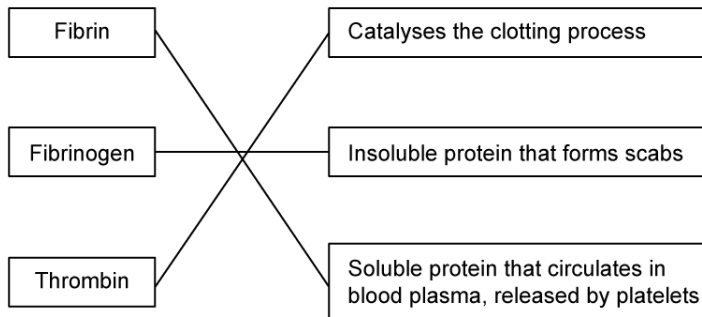 Fibrin
Catalyses the clotting process
Fibrinogen
Insoluble protein that forms scabs
Thrombin
Soluble protein that circulates in
blood plasma, released by platelets